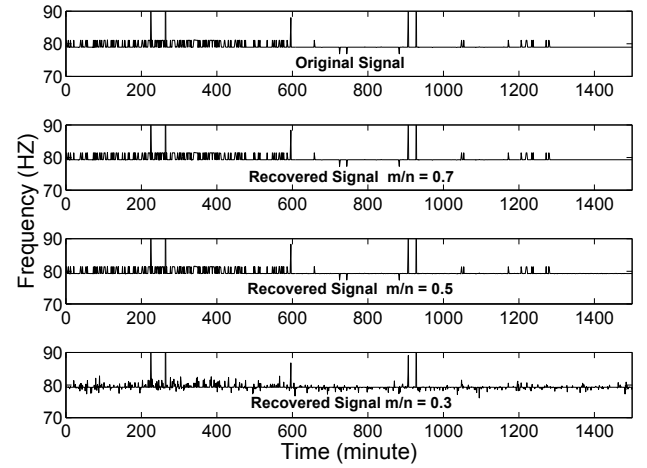 90
80
70
0 200 400 600 800 1000 1200 1400
Original Signal
90
80
70
0 200 400 600 800 1000 1200 1400
Recovered Signal m/n = 0.7
90
80
70
0 200 400 600 800 1000 1200 1400
Recovered Signal m/n = 0.5
90
80
70
0 200 400 600 800 1000 1200 1400
Recovered Signal m/n = 0.3
Frequency (HZ)
Time (minute)